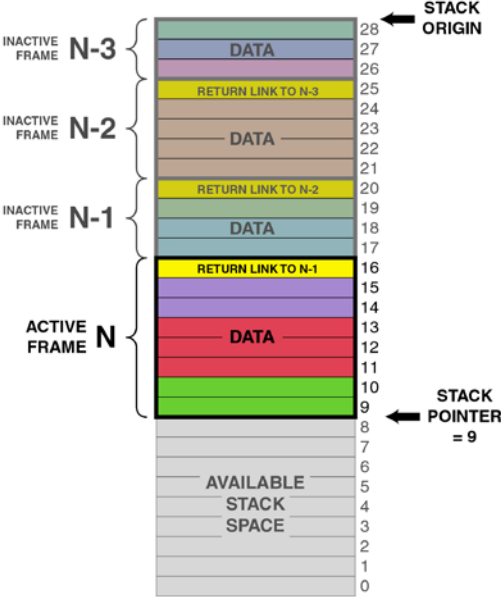 STACK
ORIGIN
28
INACTIVE
FRAME N-3
DATA
27
26
RETURN LINK TO N-3
25
24
INACTIVE
FRAME N-2
DATA
23
22
21
RETURN LINK TO N-2
20
19
INACTIVE
FRAME N-1
DATA
18
17
RETURN LINK TO N-1
16
15
14
ACTIVE
FRAME N
DATA
13
12
11
10
9
STACK
POINTER
= 9
8
7
6
AVAILABLE
STACK
SPACE
5
4
3
2
1
0